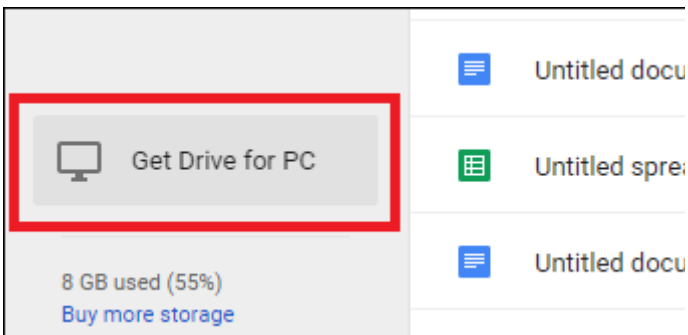 Untitled docu
Get Drive for PC
Untitled sprea
Untitled docu
8 GB used (55%)
Buy more storage